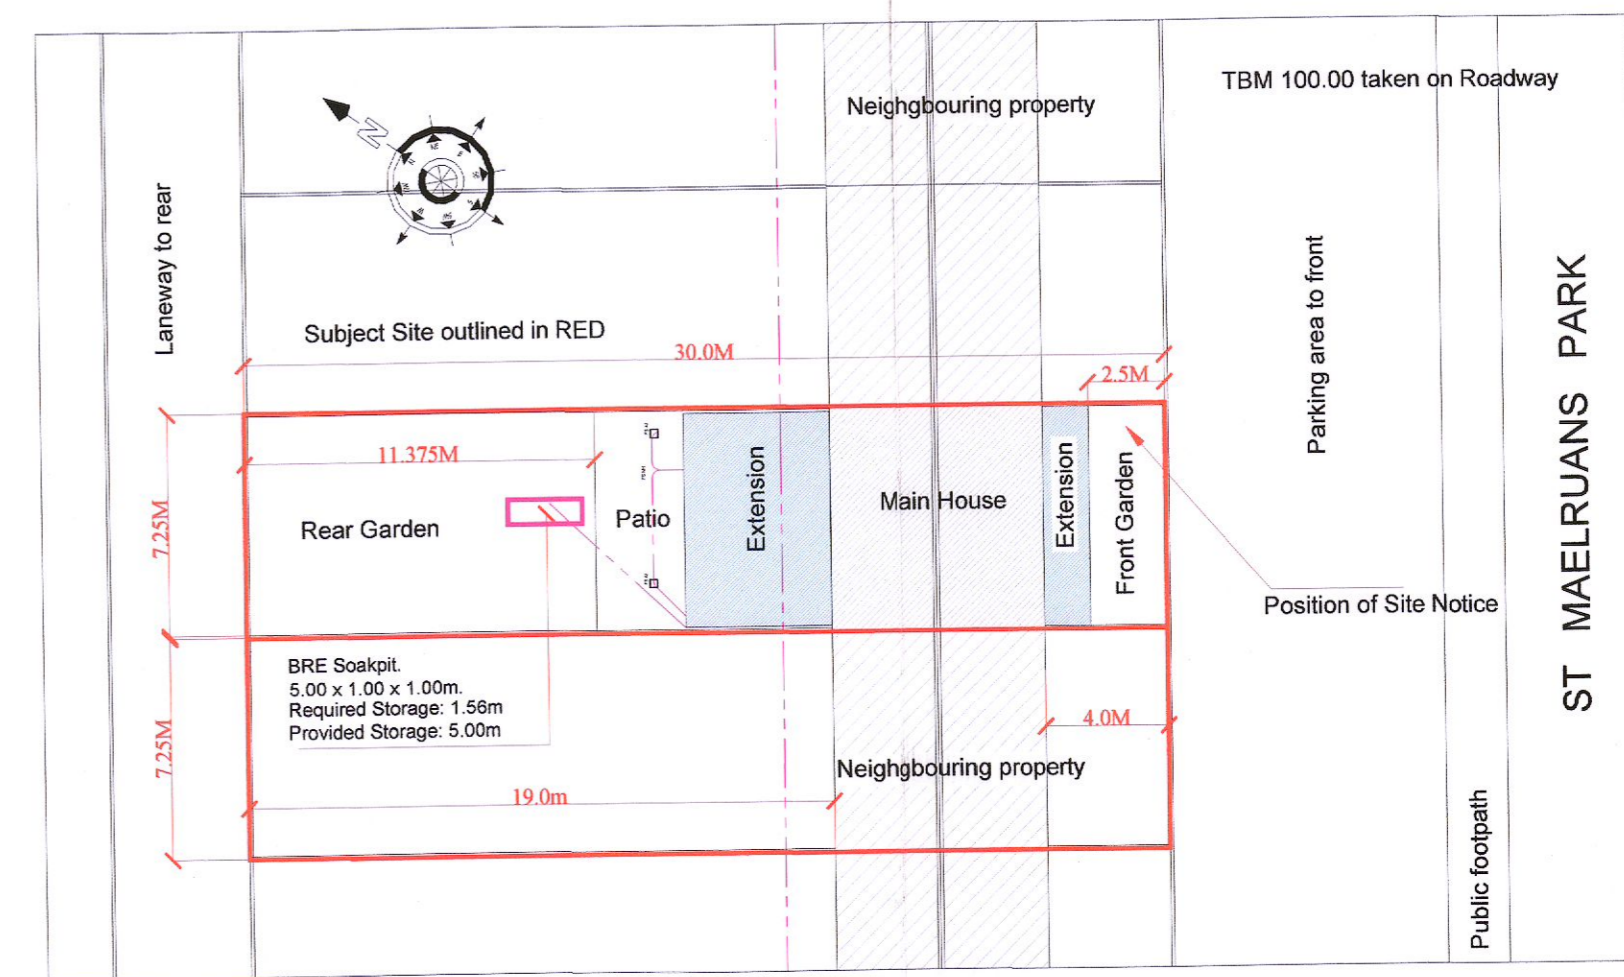 TBM 100.00 taken on Roadway
Neighgbouring property
N
Laneway to rear
Subject Site outlined in RED
30.0M
2.5M
Parking area to front
ST MAELRUANS PARK
11.375M
7.25M
Rear Garden
Patio
Extension
Main House
Extension
Front Garden
Position of Site Notice
BRE Soakpit.
5.00 x 1.00 x 1.00m.
Required Storage: 1.56m
Provided Storage: 5.00m
7.25M
4.0M
Neighgbouring property
19.0m
Public footpath